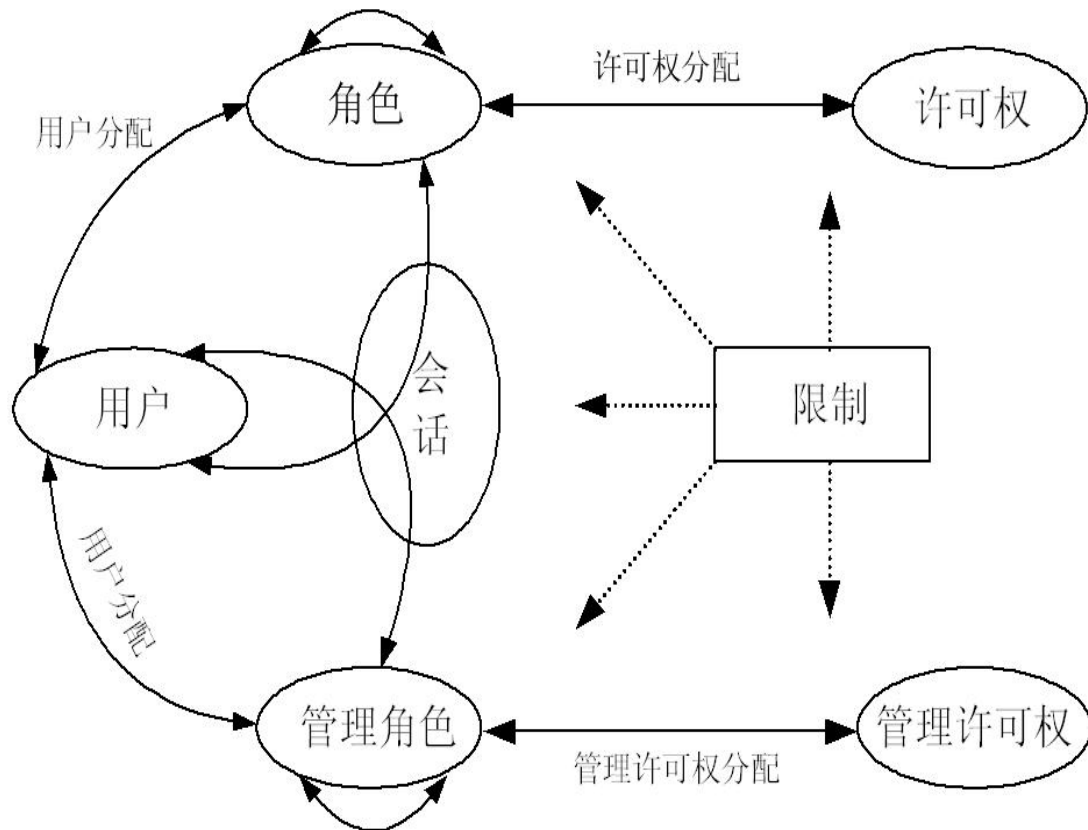 许可权分配
角色
许可权
用户分配
会
话
用户
限制
用户分配
管理角色
管理许可权
管理许可权分配